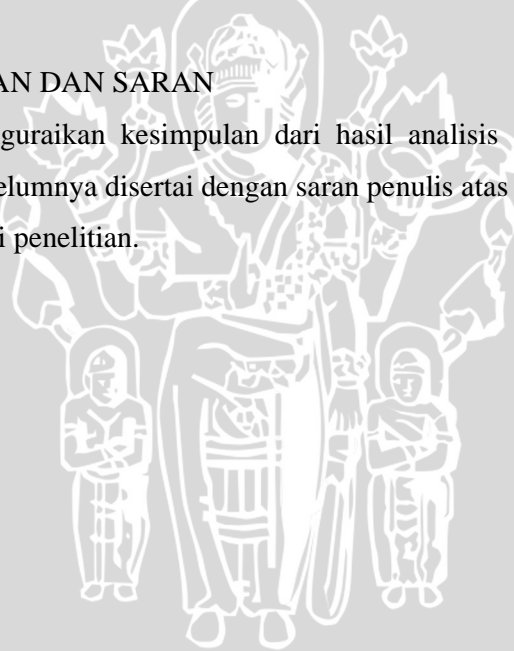 AN DAN SARAN
guraikan kesimpulan dari hasil analisis
elumnya disertai dengan saran penulis atas
i penelitian.